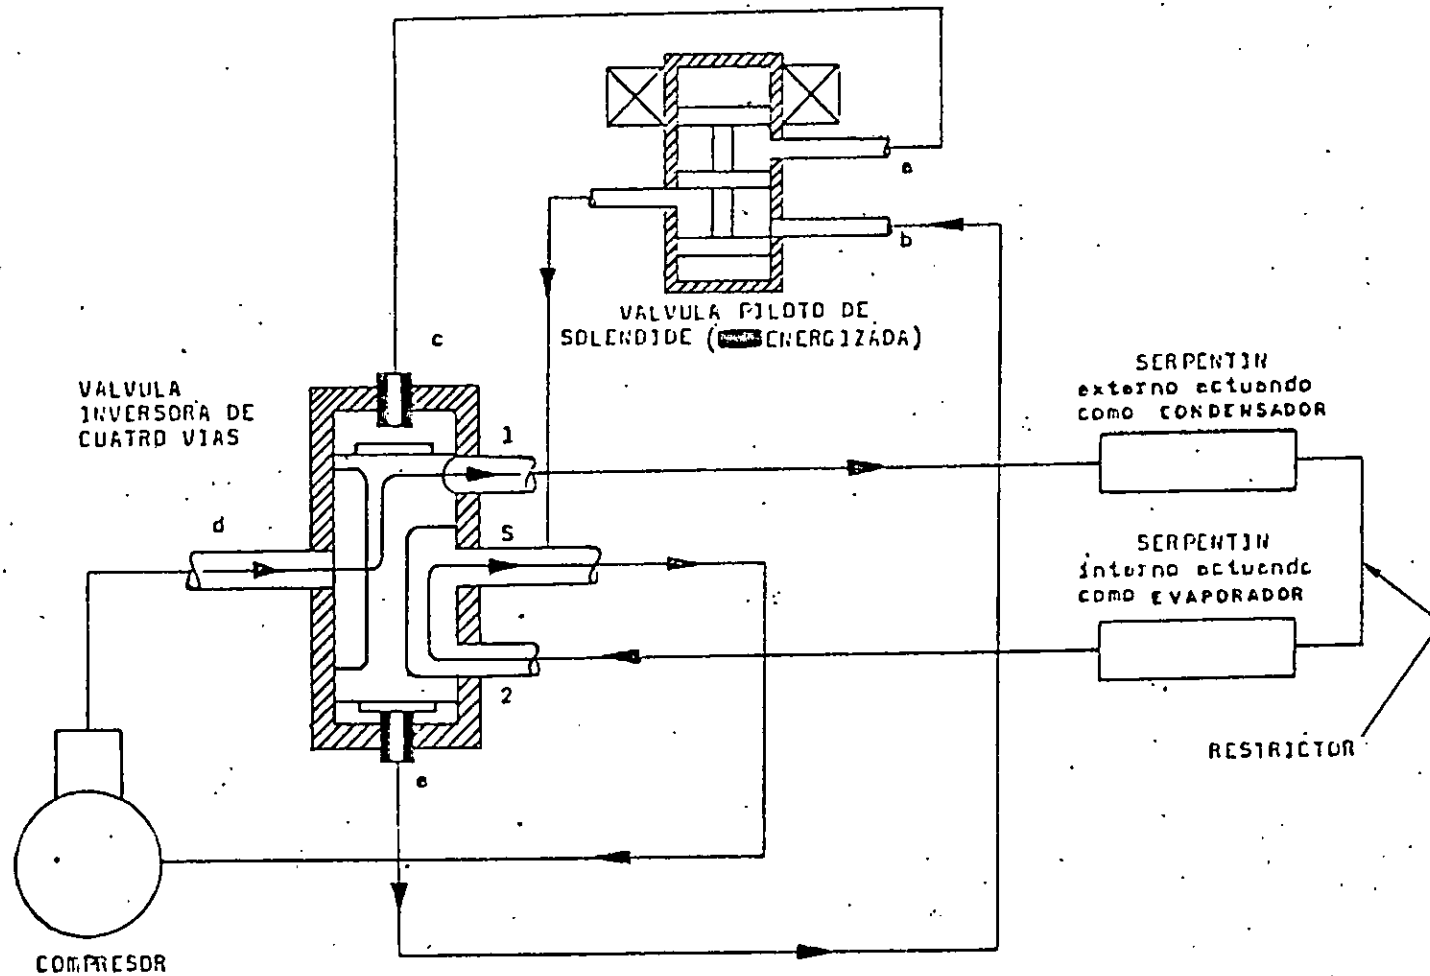 a
b
VALVULA PILOTO DE
SOLENOIDE (ENERGIZADA)
c
VALVULA
INVERSORA DE
CUATRO VIAS
1
SERPENTIN
externo actuando
como CONDENSADOR
d
S
SERPENTIN
interno actuando
como EVAPORADOR
2
RESTRICTOR
e
COMPRESOR